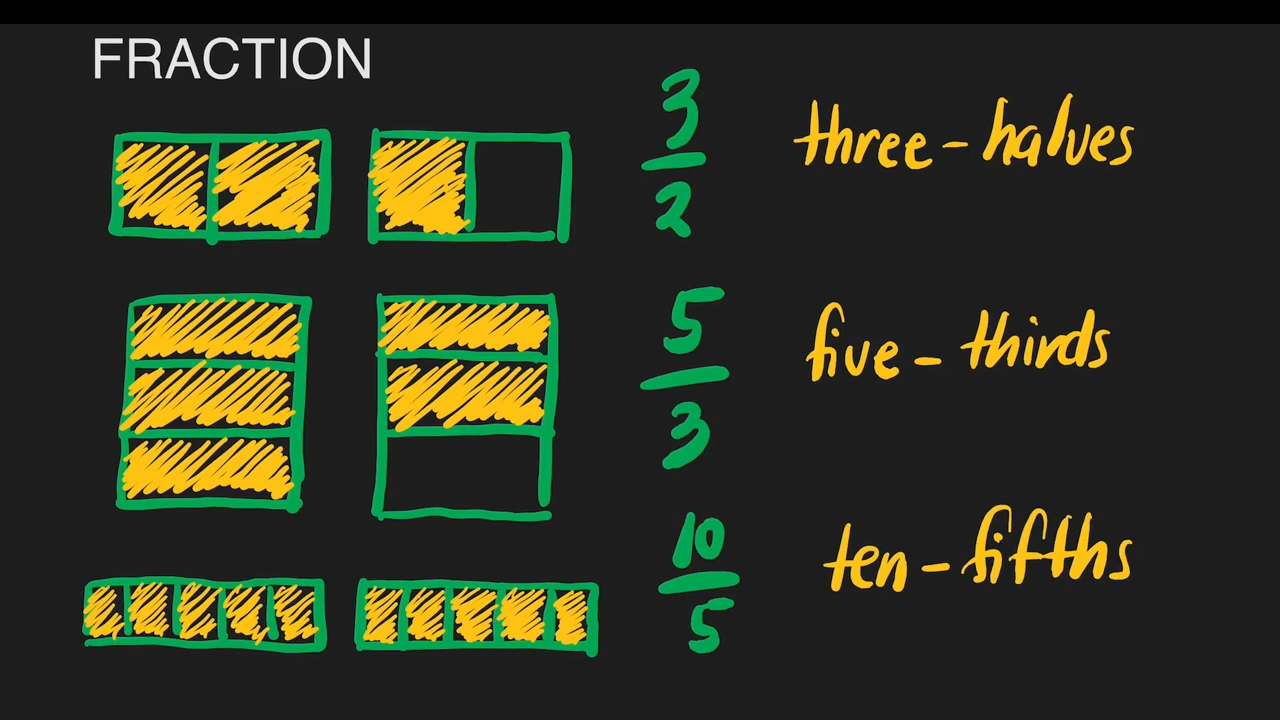 FRACTION
3/2 three-halves
5/3 five-thirds
10/5 ten-fifths